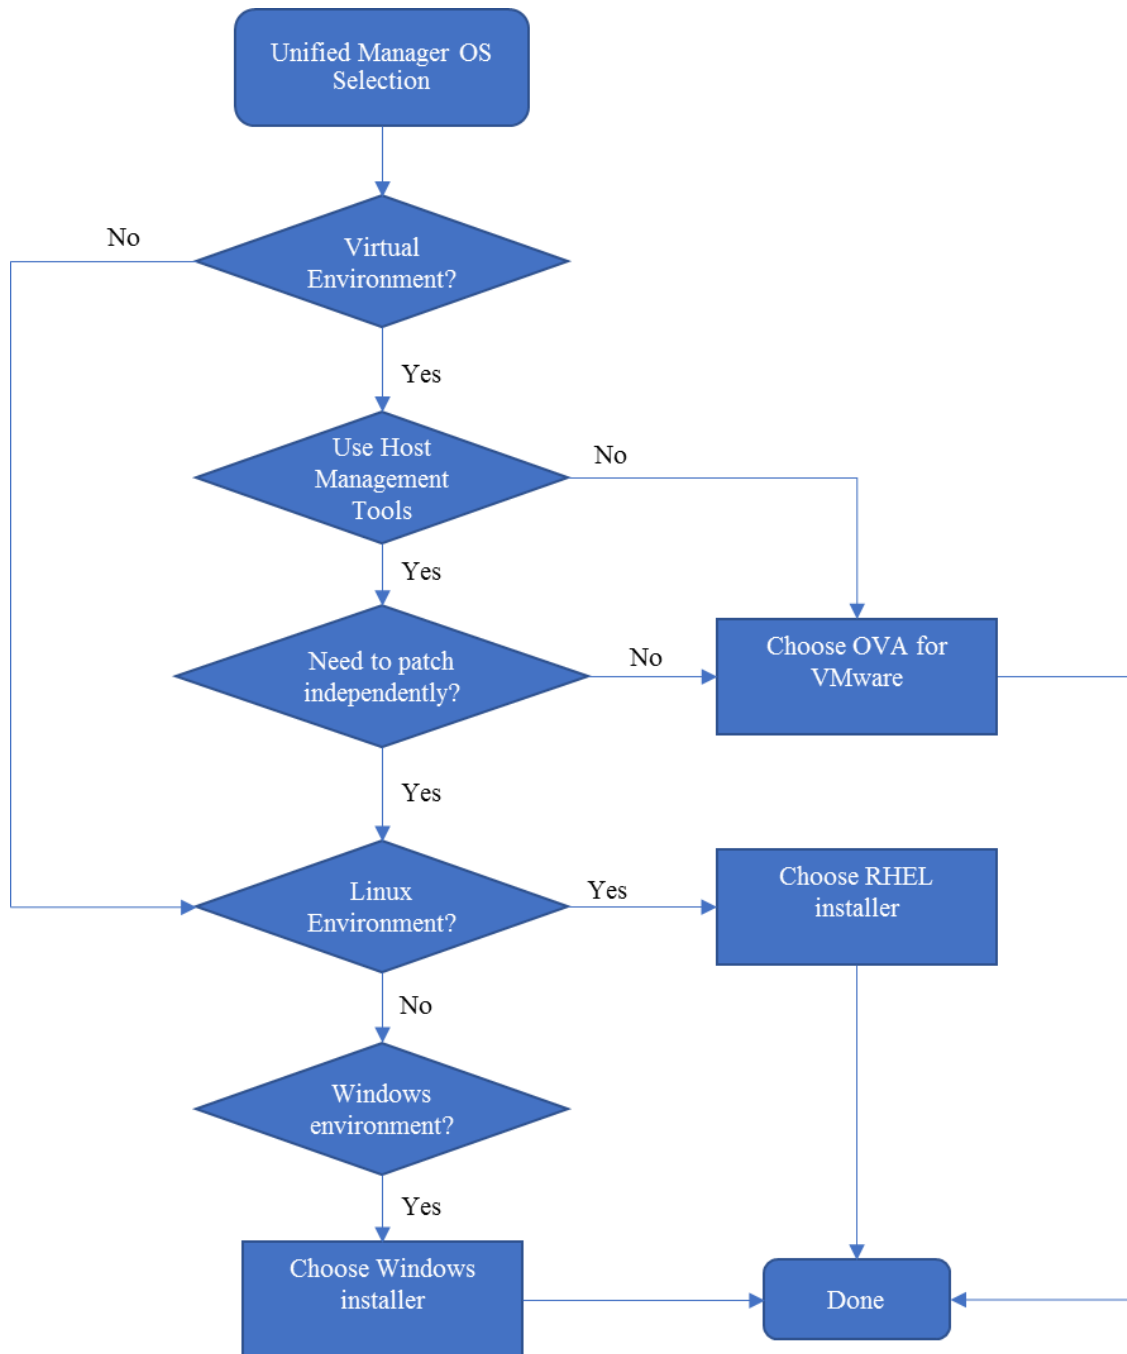 Unified Manager OS
Selection
No
Virtual
Environment?
Yes
Use Host
Management
Tools
No
Yes
Need to patch
independently?
No
Choose OVA for
VMware
Yes
Linux
Environment?
Yes
Choose RHEL
installer
No
Windows
environment?
Yes
Choose Windows
installer
Done